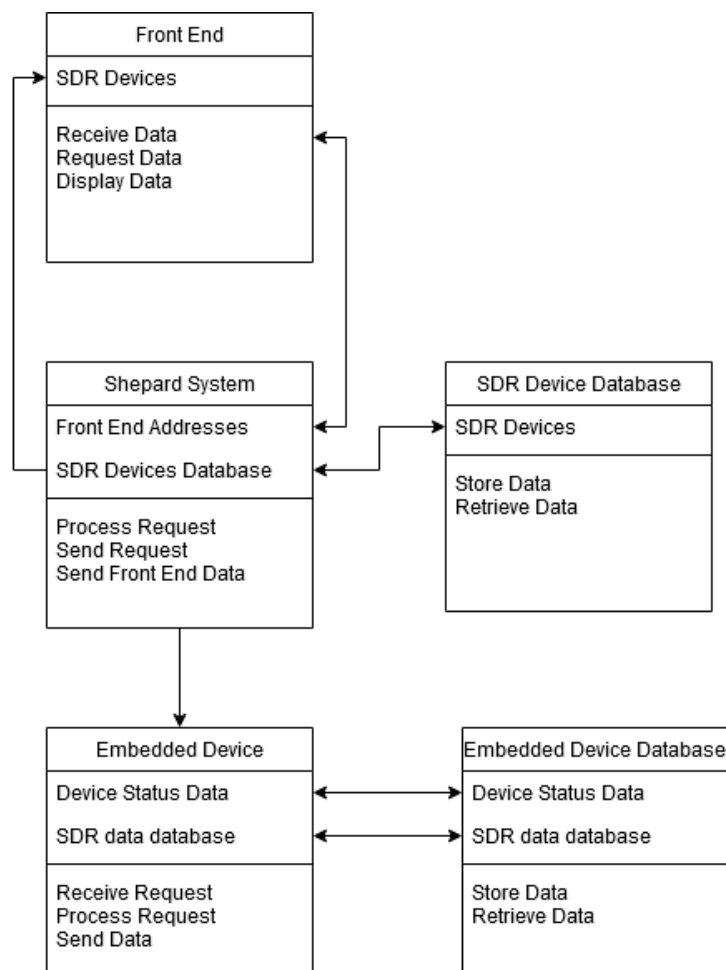 Front End
SDR Devices
Receive Data
Request Data
Display Data
Shepard System
Front End Addresses
SDR Devices Database
Process Request
Send Request
Send Front End Data
SDR Device Database
SDR Devices
Store Data
Retrieve Data
Embedded Device
Device Status Data
SDR data database
Receive Request
Process Request
Send Data
Embedded Device Database
Device Status Data
SDR data database
Store Data
Retrieve Data